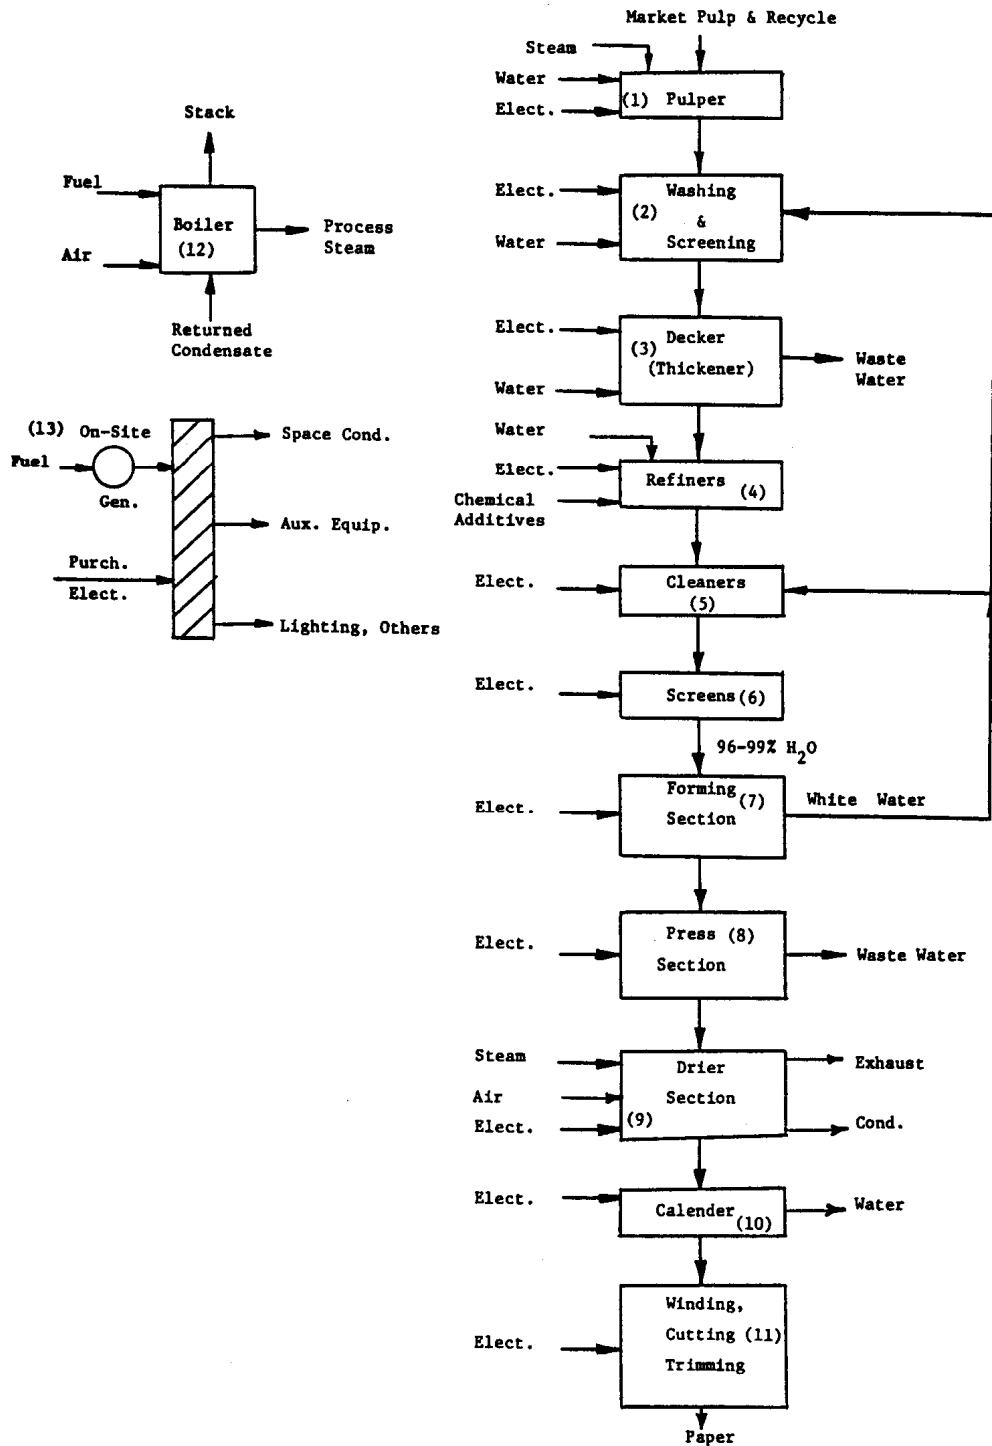 Market Pulp & Recycle
Steam
Water
Elect.
(1) Pulper
Stack
Fuel
Air
Boiler
(12)
Process
Steam
Returned
Condensate
Elect.
Water
Washing
(2)
&
Screening
Elect.
Water
Decker
(3)
(Thickener)
Waste
Water
(13) On-Site
Fuel
Gen.
Purch.
Elect.
Space Cond.
Aux. Equip.
Lighting, Others
Water
Elect.
Chemical
Additives
Refiners (4)
Elect.
Cleaners
(5)
Elect.
Screens (6)
96-99% H2O
Elect.
Forming (7)
Section
White Water
Elect.
Press (8)
Section
Waste Water
Steam
Air
Elect.
Drier
Section
(9)
Exhaust
Cond.
Elect.
Calender (10)
Water
Elect.
Winding,
Cutting (11)
Trimming
Paper